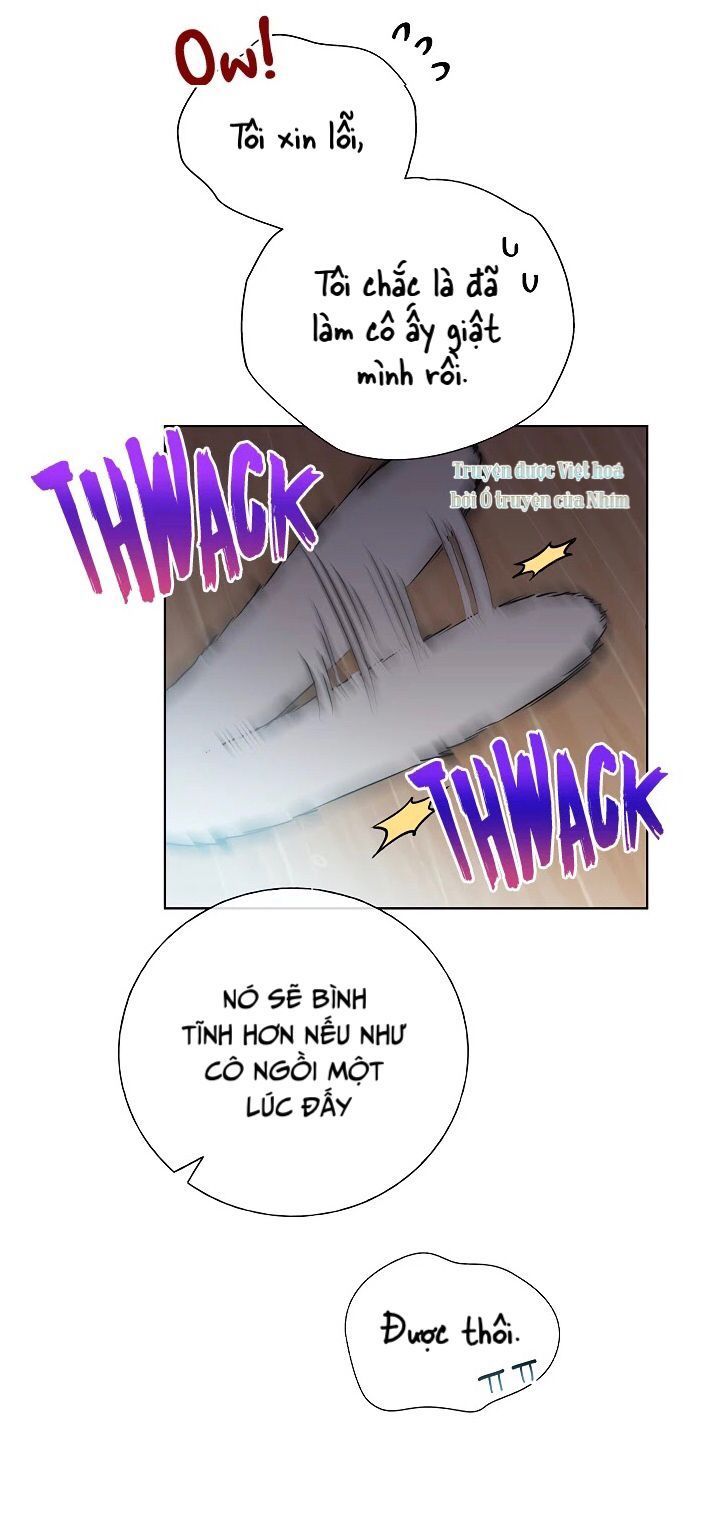 Ow!
Tôi xin lỗi,
Tôi chắc là đã
làm cô ấy giật
mình rồi.
THWACK
Truyện được Việt hoá
bởi Ổ truyện của Nhím
THWACK
NÓ SẼ BÌNH
TĨNH HƠN NẾU NHƯ
CÔ NGỒI MỘT
LÚC ĐẤY
Được thôi.
ㅠㅠ